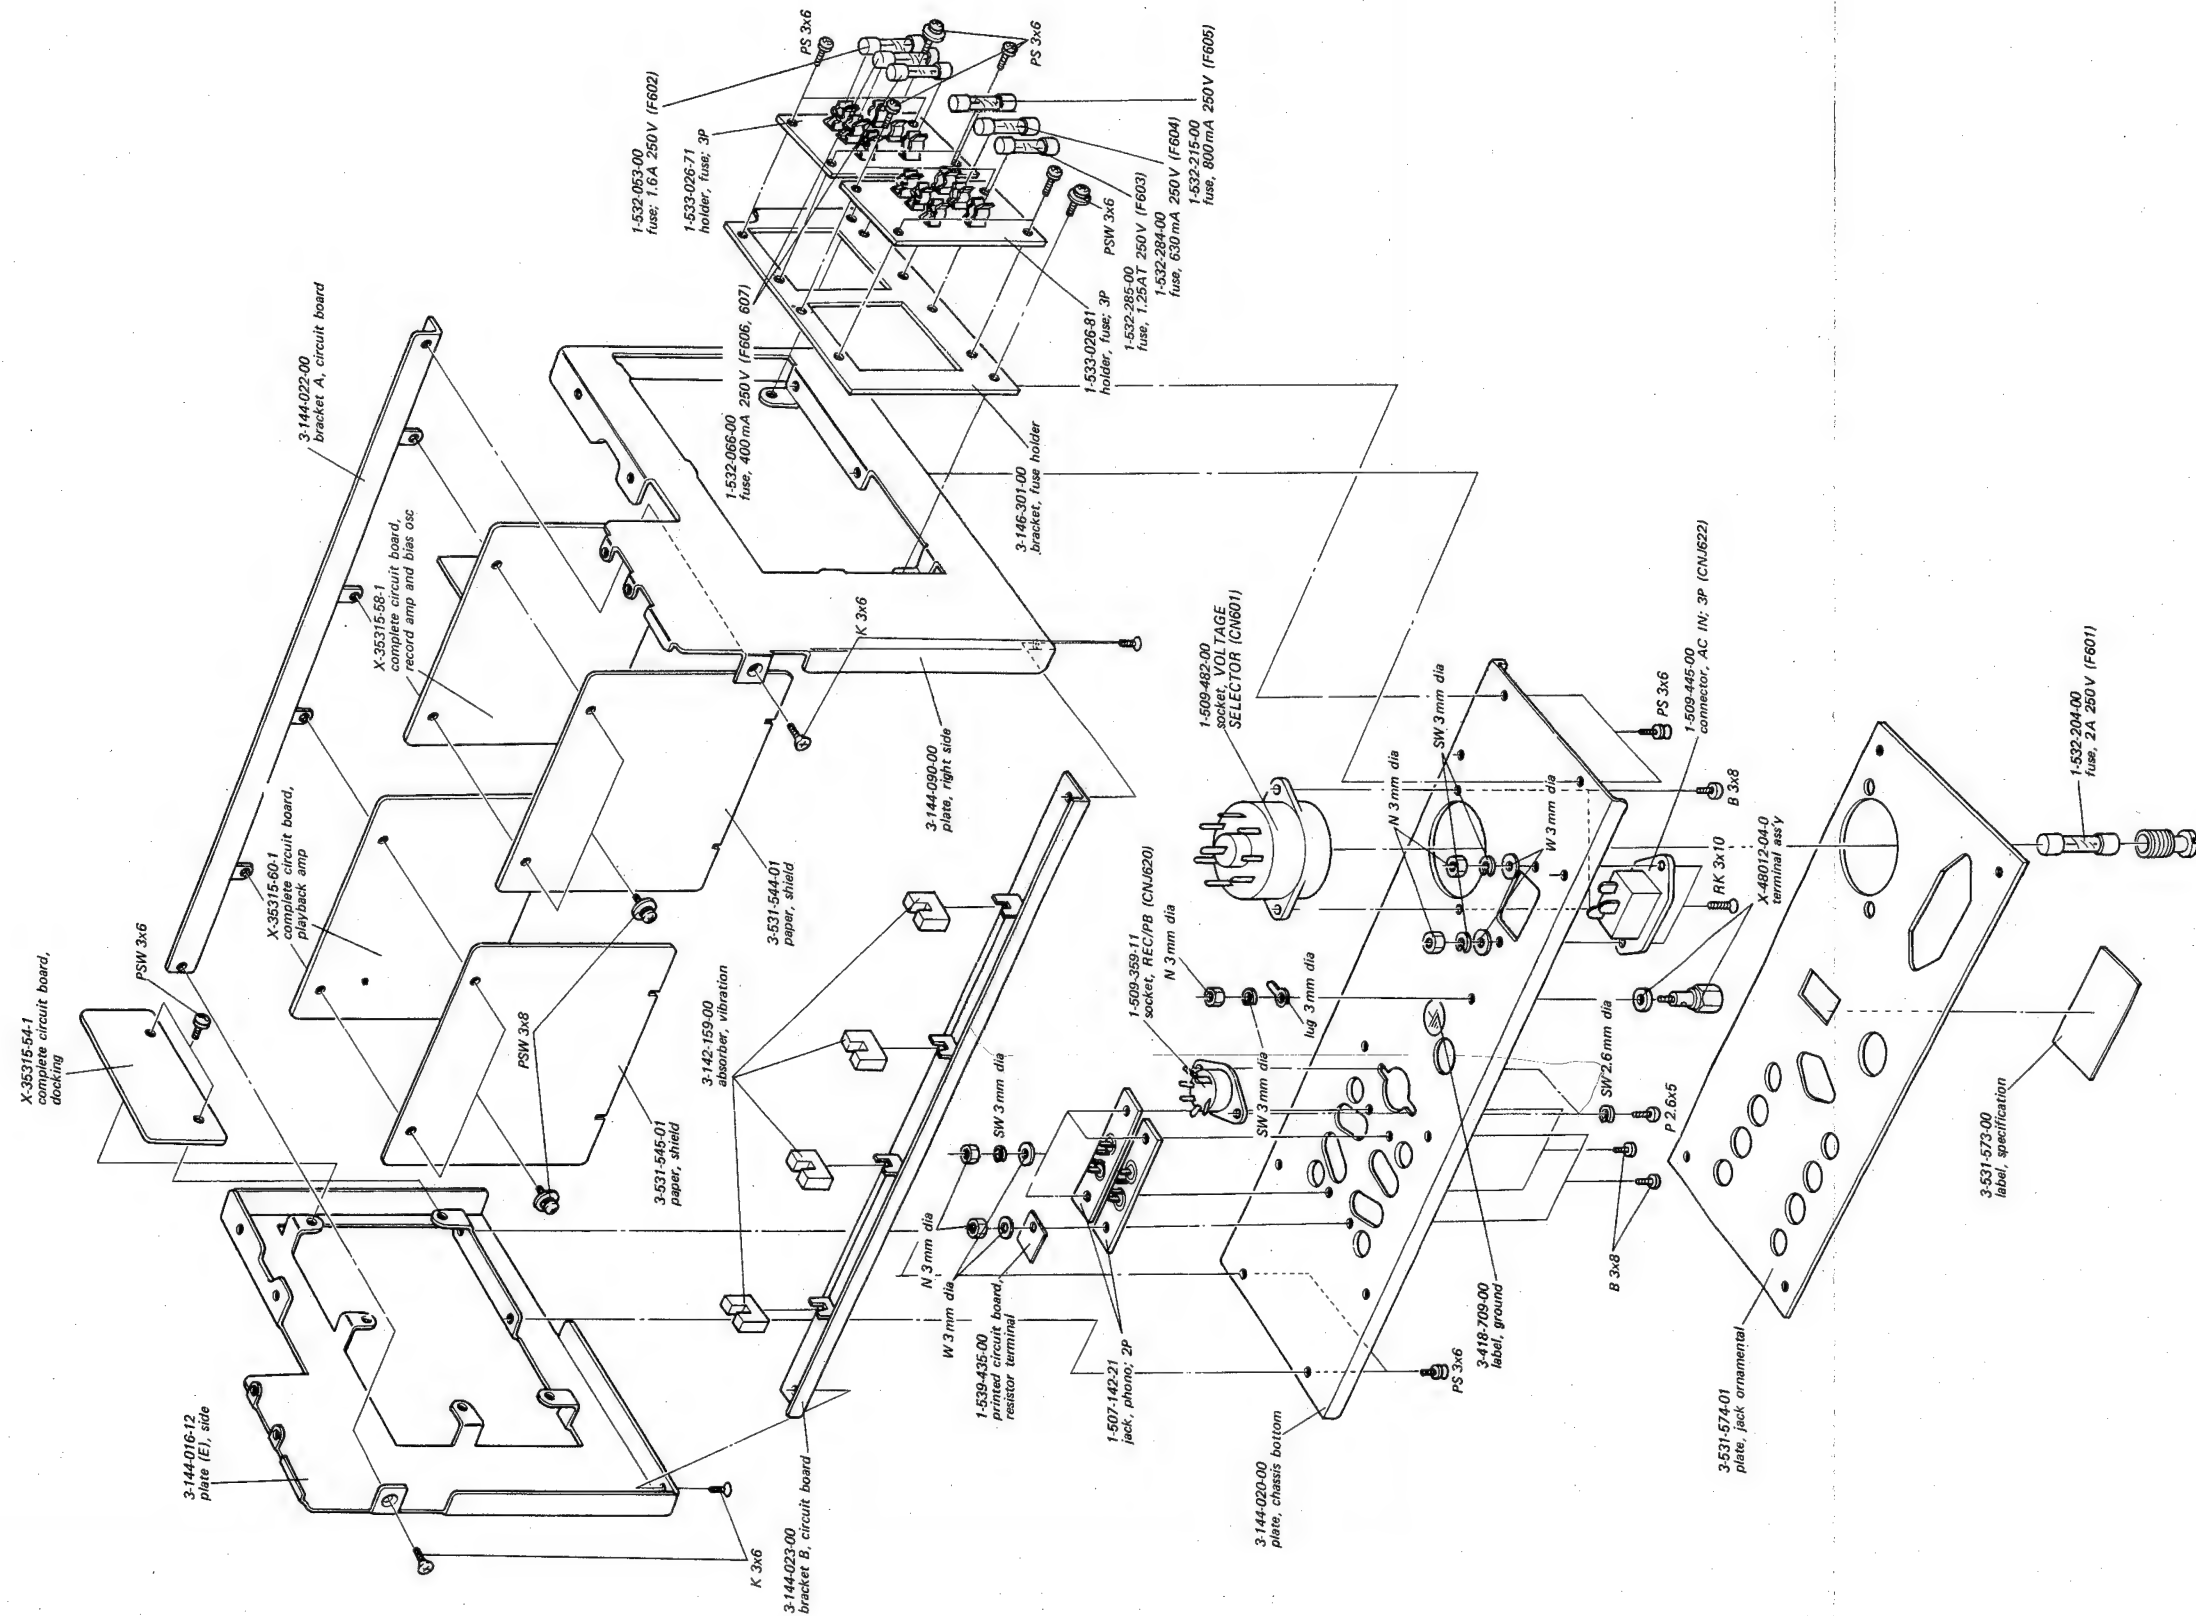 X-35315-54-1
complete circuit board,
docking
PSW 3x6
3-144-022-00
bracket A, circuit board
X-35315-58-1
complete circuit board,
record amp and bias osc
X-35315-60-1
complete circuit board,
playback amp
1-532-053-00
fuse; 1.6A 250V (F602)
1-533-026-71
holder, fuse; 3P
PS 3x6
PS 3x6
1-532-066-00
fuse, 400mA 250V (F606, 607)
PSW 3x6
1-532-215-00
fuse, 800mA 250V (F605)
1-532-284-00
fuse, 630mA 250V (F604)
1-532-285-00
fuse, 1.25AT 250V (F603)
1-533-026-81
holder, fuse; 3P
3-146-301-00
bracket, fuse holder
K 3x6
3-144-090-00
plate, right side
3-531-544-01
paper, shield
PSW 3x8
3-531-545-01
paper, shield
3-144-016-12
plate (E), side
K 3x6
3-144-023-00
bracket B, circuit board
3-142-159-00
absorber, vibration
SW 3mm dia
N 3mm dia
W 3mm dia
1-539-435-00
printed circuit board,
resistor terminal
1-507-142-21
jack, phono; 2P
1-509-359-11
socket, REC/PB (CNJ620)
N 3mm dia
SW 3mm dia
lug 3mm dia
1-509-482-00
socket, VOLTAGE
SELECTOR (CN601)
N 3mm dia
SW 3mm dia
W 3mm dia
PS 3x6
1-509-445-00
connector, AC IN; 3P (CNJ622)
B 3x8
RK 3x10
X-48012-04-0
terminal ass'y
SW 2.6mm dia
P 2.6x5
B 3x8
PS 3x6
3-418-709-00
label, ground
3-144-020-00
plate, chassis bottom
1-532-204-00
fuse, 2A 250V (F601)
3-531-573-00
label, specification
3-531-574-01
plate, jack ornamental